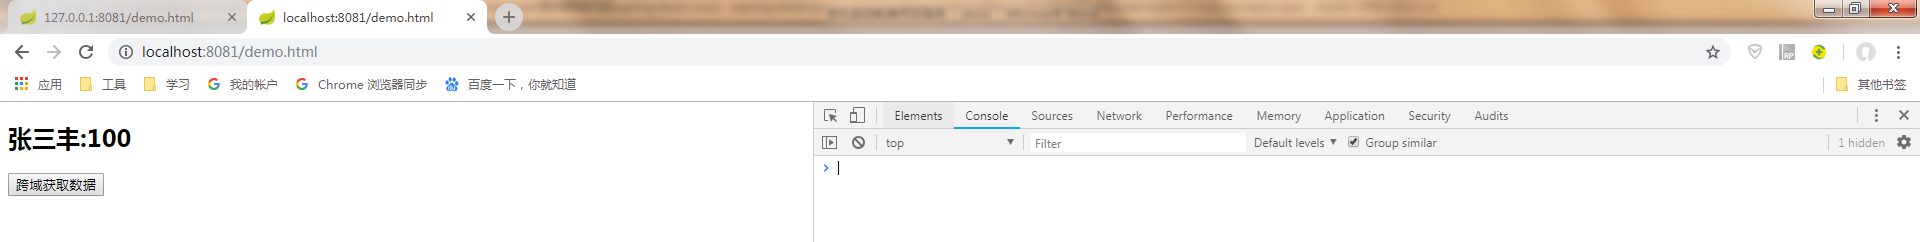 127.0.0.1:8081/demo.html
localhost:8081/demo.html
localhost:8081/demo.html
应用 工具 学习 我的帐户 Chrome 浏览器同步 百度一下，你就知道 其他书签
张三丰:100
跨域获取数据
Elements Console Sources Network Performance Memory Application Security Audits
top Filter Default levels Group similar 1 hidden